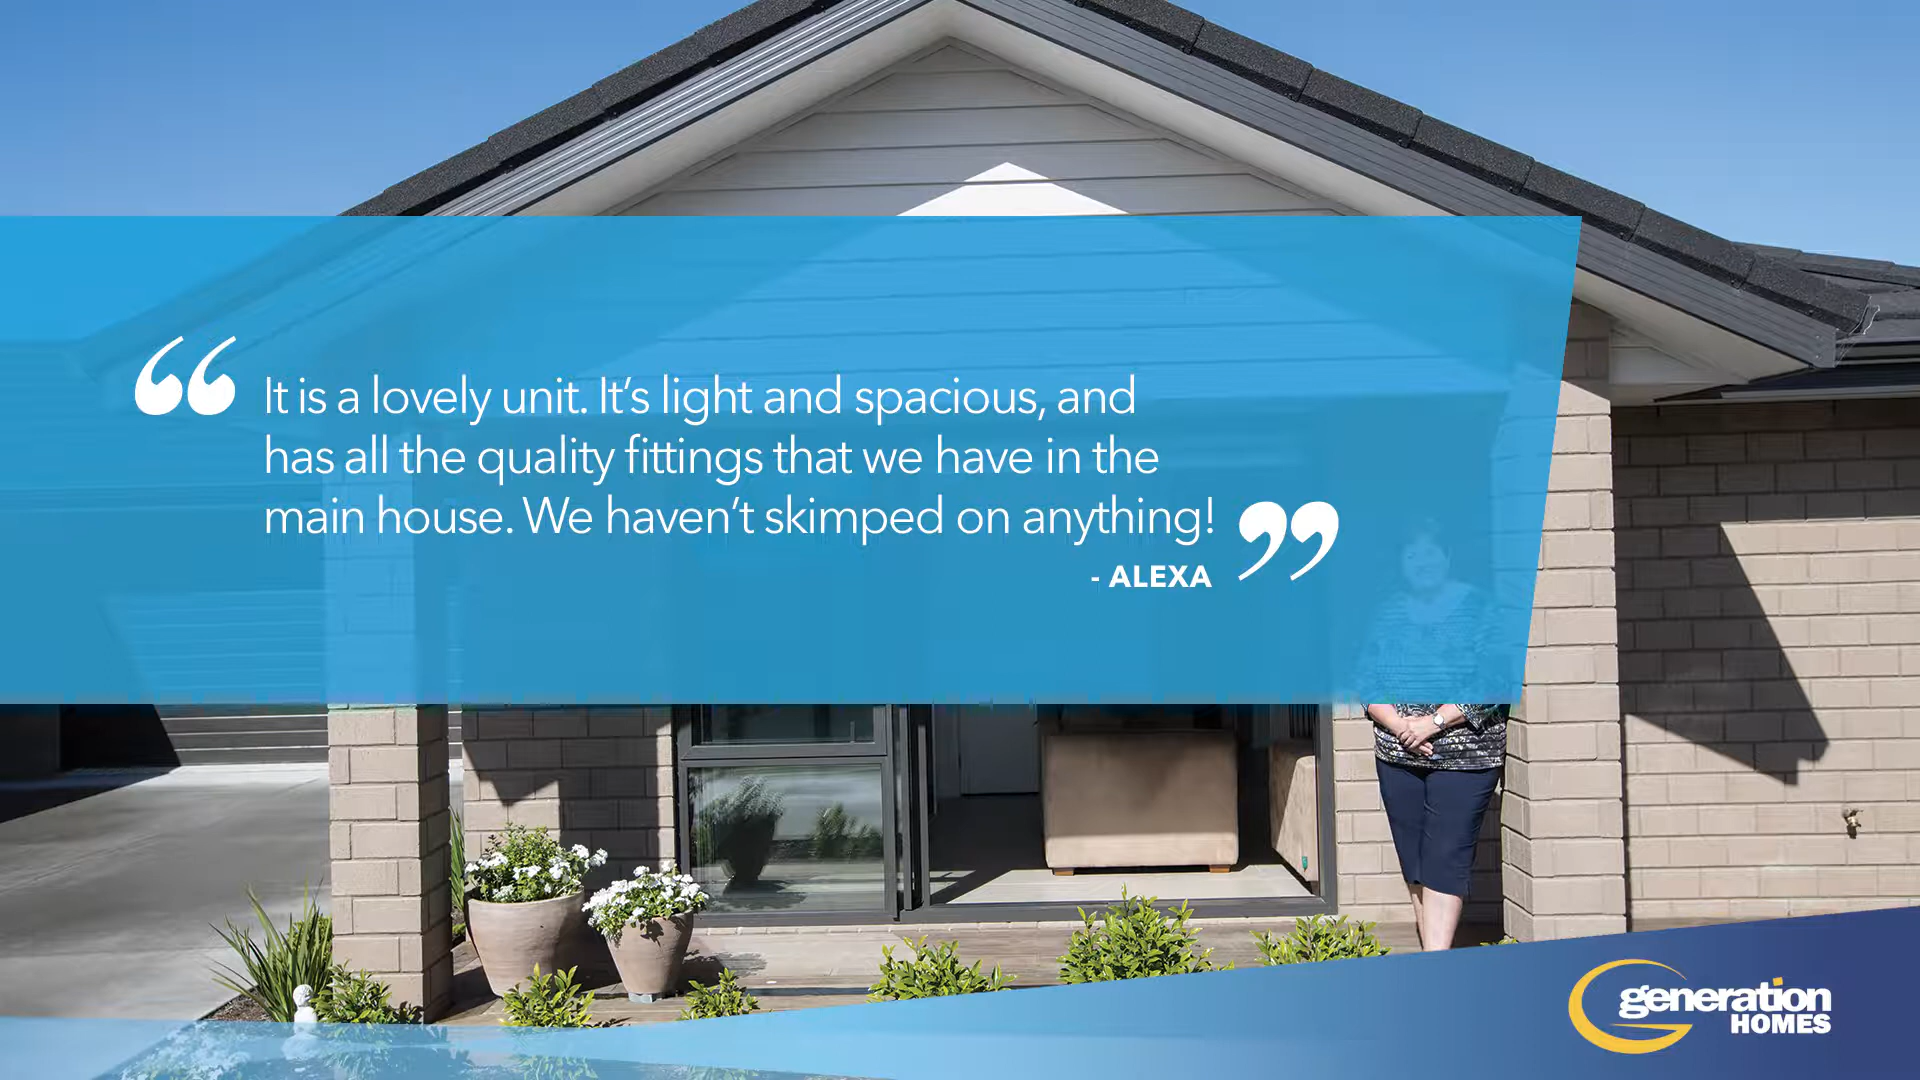 “It is a lovely unit. It’s light and spacious, and
has all the quality fittings that we have in the
main house. We haven’t skimped on anything!”
- ALEXA
generation
HOMES